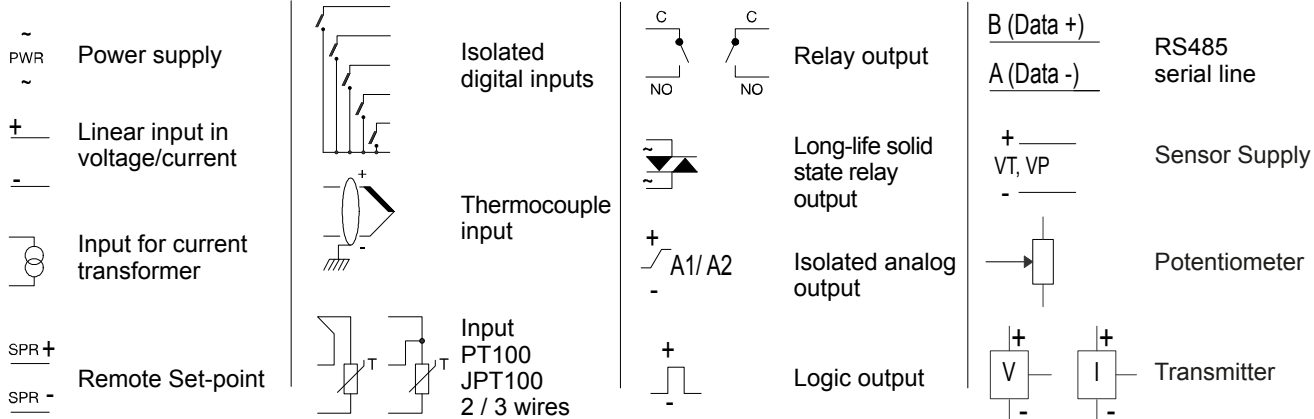 ~
PWR
~
Power supply
+
-
Linear input in
voltage/current
Input for current
transformer
SPR +
SPR -
Remote Set-point
Isolated
digital inputs
+
-
Thermocouple
input
T
T
Input
PT100
JPT100
2 / 3 wires
C
C
NO
NO
Relay output
~
~
Long-life solid
state relay
output
+
A1/ A2
-
Isolated analog
output
+
-
Logic output
B (Data +)
A (Data -)
RS485
serial line
+
VT, VP
-
Sensor Supply
Potentiometer
+
+
V
I
-
-
Transmitter